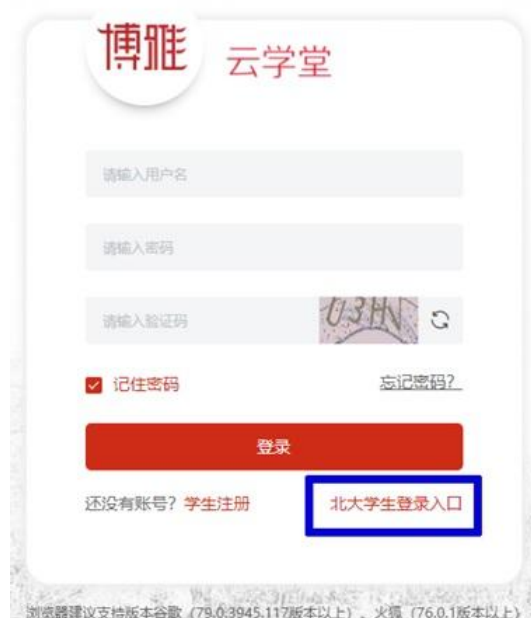 博雅 云学堂
请输入用户名
请输入密码
请输入验证码 U3HN
记住密码 忘记密码?
登录
还没有账号? 学生注册 北大学生登录入口
浏览器建议支持版本谷歌（79.0.3945.117版本以上）、火狐（76.0.1版本以上）